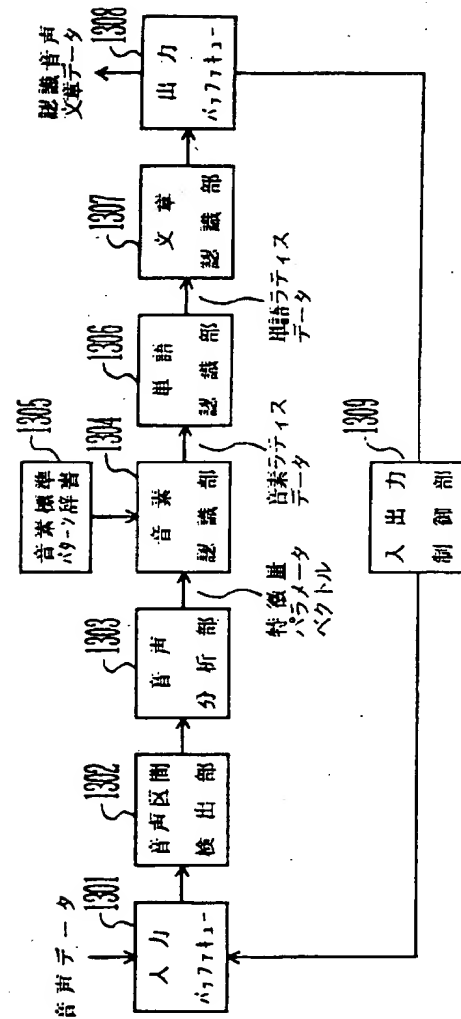 音声データ
1301
入力
バッファキュー
1302
音声区間
検出部
1303
音声
分析部
特徴量
パラメータ
ベクトル
1305
音素標準
パターン辞書
1304
音素
認識部
音素ラティス
データ
1306
単語
認識部
単語ラティス
データ
1307
文章
認識部
認識音声
文章データ
1308
出力
バッファキュー
1309
入出力
制御部